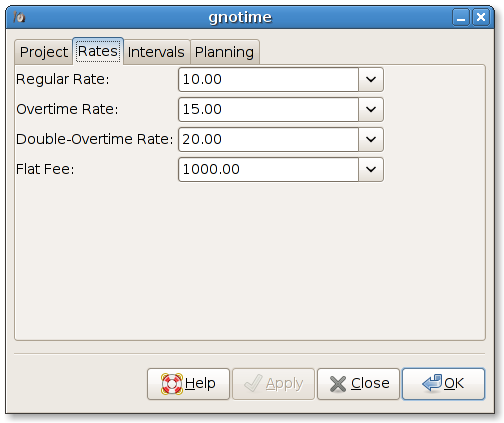 gnotime
Project Rates Intervals Planning
Regular Rate: 10.00
Overtime Rate: 15.00
Double-Overtime Rate: 20.00
Flat Fee: 1000.00
Help Apply Close OK